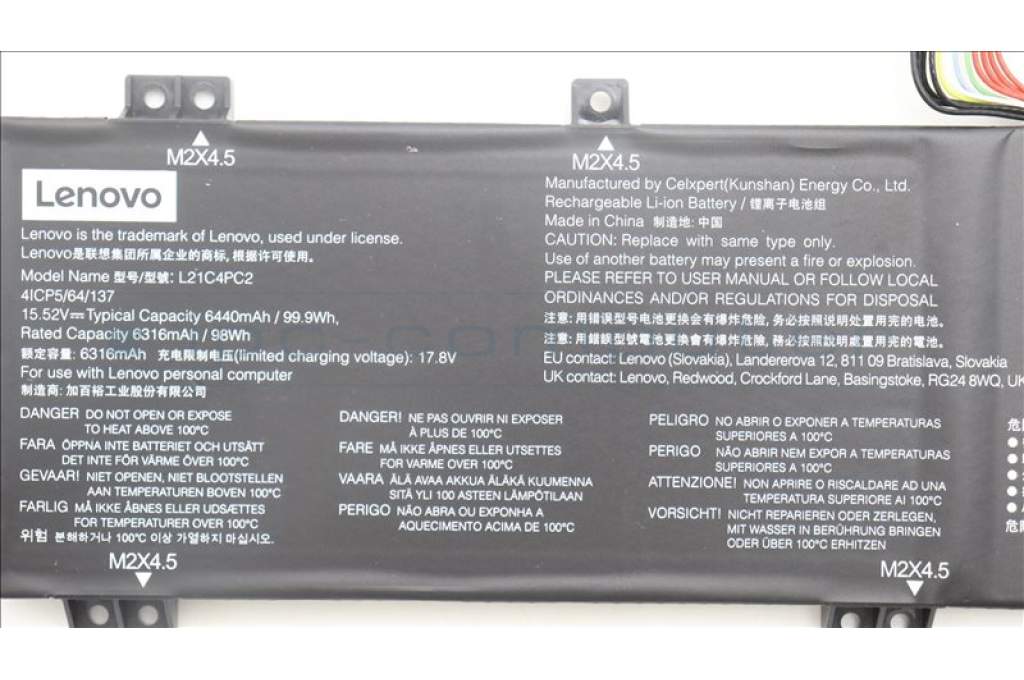 M2X4.5
M2X4.5
Lenovo
Lenovo is the trademark of Lenovo, used under license.
Lenovo是联想集团所属企业的商标, 根据许可使用。
Model Name 型号/型號: L21C4PC2
4ICP5/64/137
15.52V⎓Typical Capacity 6440mAh / 99.9Wh,
Rated Capacity 6316mAh / 98Wh
额定容量: 6316mAh 充电限制电压(limited charging voltage): 17.8V
For use with Lenovo personal computer
制造商: 加百裕工业股份有限公司
Manufactured by Celxpert(Kunshan) Energy Co., Ltd.
Rechargeable Li-ion Battery / 锂离子电池组
Made in China 制造地: 中国
CAUTION: Replace with same type only.
Use of another battery may present a fire or explosion.
PLEASE REFER TO USER MANUAL OR FOLLOW LOCAL
ORDINANCES AND/OR REGULATIONS FOR DISPOSAL
注意: 用错误型号电池更换会有爆炸危险, 务必按照说明处置用完的电池。
注意: 用錯誤型號電池更換會有爆炸危險, 務必按照說明處置用完的電池。
EU contact: Lenovo (Slovakia), Landererova 12, 811 09 Bratislava, Slovakia
UK contact: Lenovo, Redwood, Crockford Lane, Basingstoke, RG24 8WQ, UK
DANGER DO NOT OPEN OR EXPOSE
TO HEAT ABOVE 100°C
FARA ÖPPNA INTE BATTERIET OCH UTSÄTT
DET INTE FÖR VÄRME ÖVER 100°C
GEVAAR! NIET OPENEN, NIET BLOOTSTELLEN
AAN TEMPERATUREN BOVEN 100°C
FARLIG MÅ IKKE ÅBNES ELLER UDSÆTTES
FOR TEMPERATURER OVER 100°C
위험 분해하거나 100°C 이상 가열하지 마십시오.
DANGER! NE PAS OUVRIR NI EXPOSER
À PLUS DE 100°C
FARE MÅ IKKE ÅPNES ELLER UTSETTES
FOR VARME OVER 100°C
VAARA ÄLÄ AVAA AKKUA ÄLÄKÄ KUUMENNA
SITÄ YLI 100 ASTEEN LÄMPÖTILAAN
PERIGO NÃO ABRA OU EXPONHA A
AQUECIMENTO ACIMA DE 100°C
PELIGRO NO ABRIR O EXPONER A TEMPERATURAS
SUPERIORES A 100°C
PERIGO NÃO ABRIR NEM EXPOR A TEMPERATURAS
SUPERIORES A 100°C
ATTENZIONE! NON APRIRE O RISCALDARE AD UNA
TEMPERATURA SUPERIORE AI 100°C
VORSICHT! NICHT REPARIEREN ODER ZERLEGEN,
MIT WASSER IN BERÜHRUNG BRINGEN
ODER ÜBER 100°C ERHITZEN
M2X4.5
M2X4.5